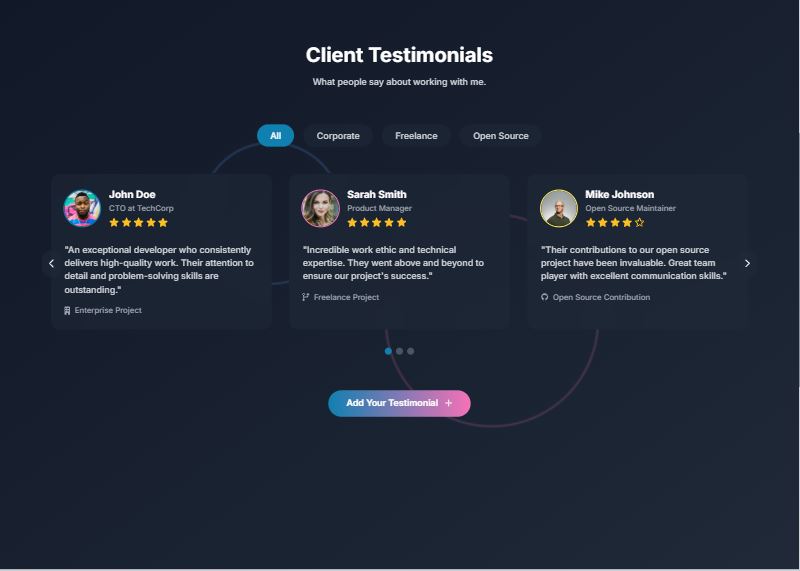 Client Testimonials
What people say about working with me.
All
Corporate
Freelance
Open Source
John Doe
CTO at TechCorp
"An exceptional developer who consistently
delivers high-quality work. Their attention to
detail and problem-solving skills are
outstanding."
Enterprise Project
Sarah Smith
Product Manager
"Incredible work ethic and technical
expertise. They went above and beyond to
ensure our project's success."
Freelance Project
Mike Johnson
Open Source Maintainer
"Their contributions to our open source
project have been invaluable. Great team
player with excellent communication skills."
Open Source Contribution
Add Your Testimonial +